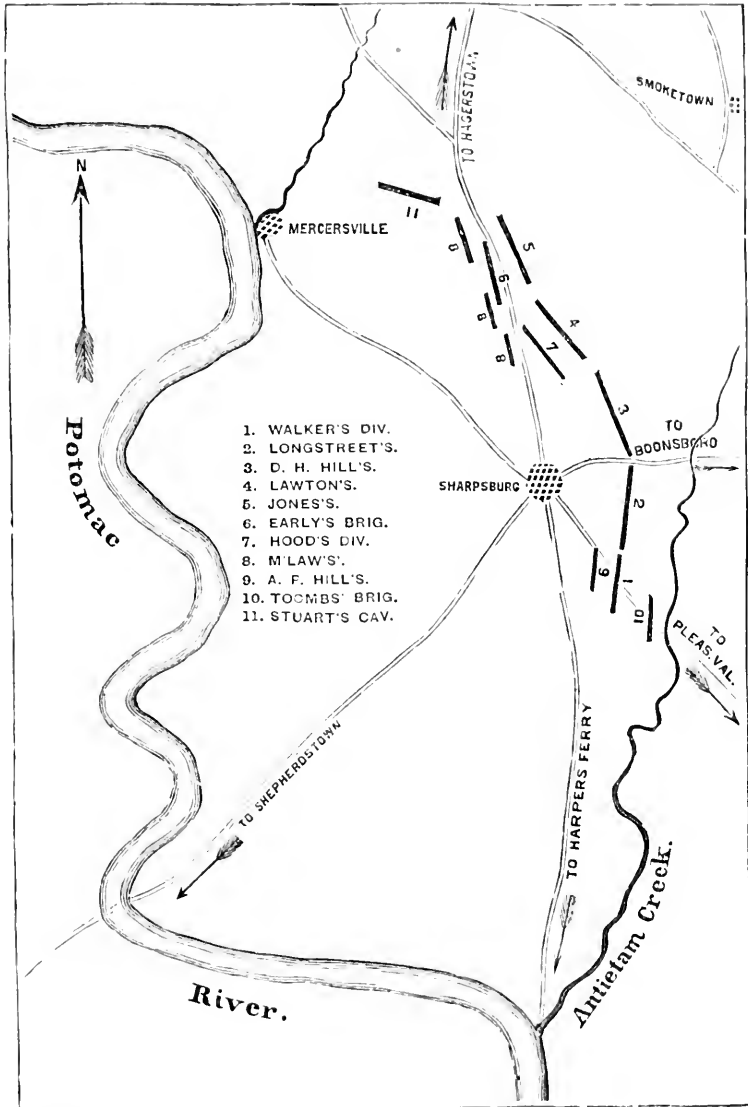 TO HAGERSTOWN
SMOKETOWN
N
11
MERCERSVILLE
8
5
6
8
4
7
8
3
TO
BOONSBORO
Potomac
1. WALKER'S DIV.
2. LONGSTREET'S.
3. D. H. HILL'S.
4. LAWTON'S.
5. JONES'S.
6. EARLY'S BRIG.
7. HOOD'S DIV.
8. M'LAW'S'.
9. A. P. HILL'S.
10. TOOMBS' BRIG.
11. STUART'S CAV.
SHARPSBURG
2
9
1
10
TO
PLEAS. VAL.
TO SHEPHERDSTOWN
TO HARPERS FERRY
Antietam Creek.
River.